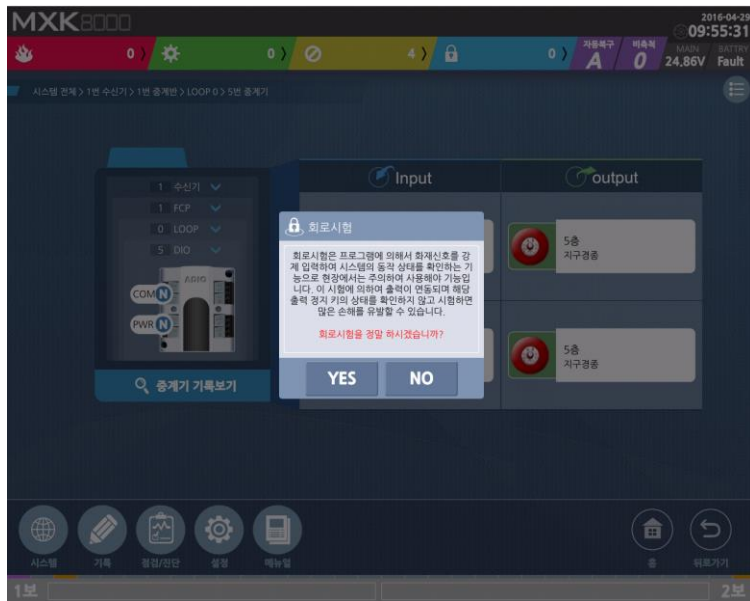 MXK8000
2016-04-29
09:55:31
0 0 4 0
자동복구 A
비축적 0
MAIN 24.86V
BATTRY Fault
시스템 전체 > 1번 수신기 > 1번 중계반 > LOOP 0 > 5번 중계기
1 수신기
1 FCP
0 LOOP
5 DIO
ADIO
COM N
PWR N
중계기 기록보기
Input
output
5층
지구경종
5층
지구경종
회로시험
회로시험은 프로그램에 의해서 화재신호를 강
제 입력하여 시스템의 동작 상태를 확인하는 기
능으로 현장에서는 주의하여 사용해야 기능입
니다. 이 시험에 의하여 출력이 연동되며 해당
출력 정지 키의 상태를 확인하지 않고 시험하면
많은 손해를 유발할 수 있습니다.
회로시험을 정말 하시겠습니까?
YES NO
시스템 기록 점검/진단 설정 메뉴얼 홈 뒤로가기
1보 2보